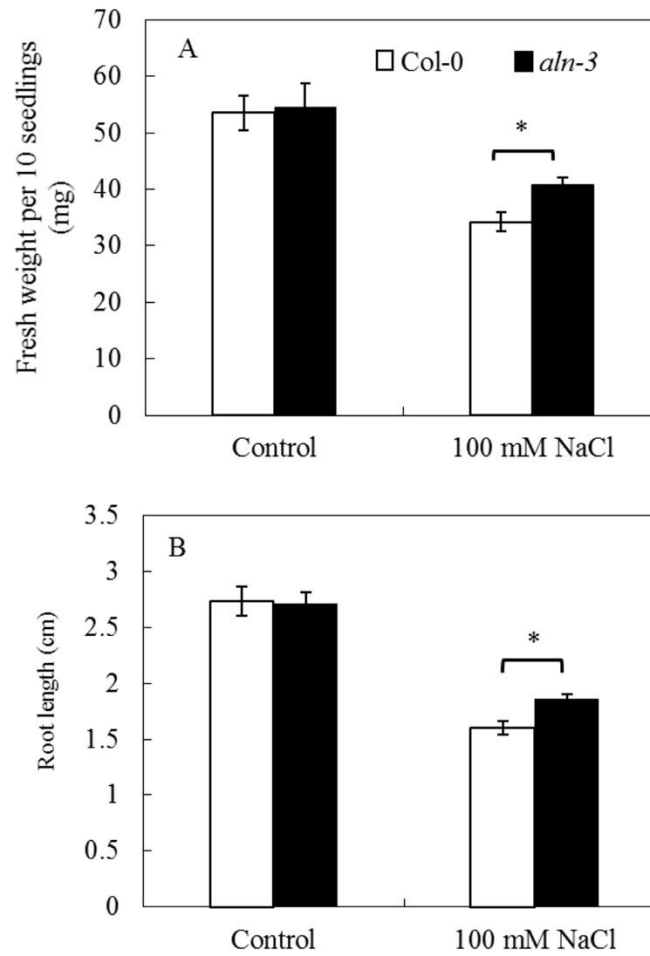 A
Col-0
aln-3
Fresh weight per 10 seedlings
(mg)
70
60
50
40
30
20
10
0
*
Control
100 mM NaCl
B
Root length (cm)
3.5
3
2.5
2
1.5
1
0.5
0
*
Control
100 mM NaCl